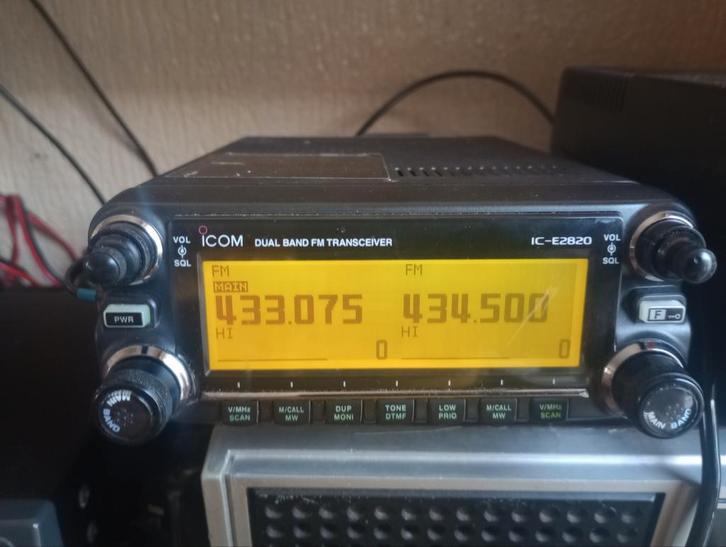 VOL
SQL
ICOM DUAL BAND FM TRANSCEIVER IC-E2820
VOL
SQL
FM FM
MAIN
433.075 434.500
HI HI
0 0
PWR
F
MAIN BAND
MAIN BAND
V/MHz
SCAN
M/CALL
MW
DUP
MONI
TONE
DTMF
LOW
PRIO
M/CALL
MW
V/MHz
SCAN